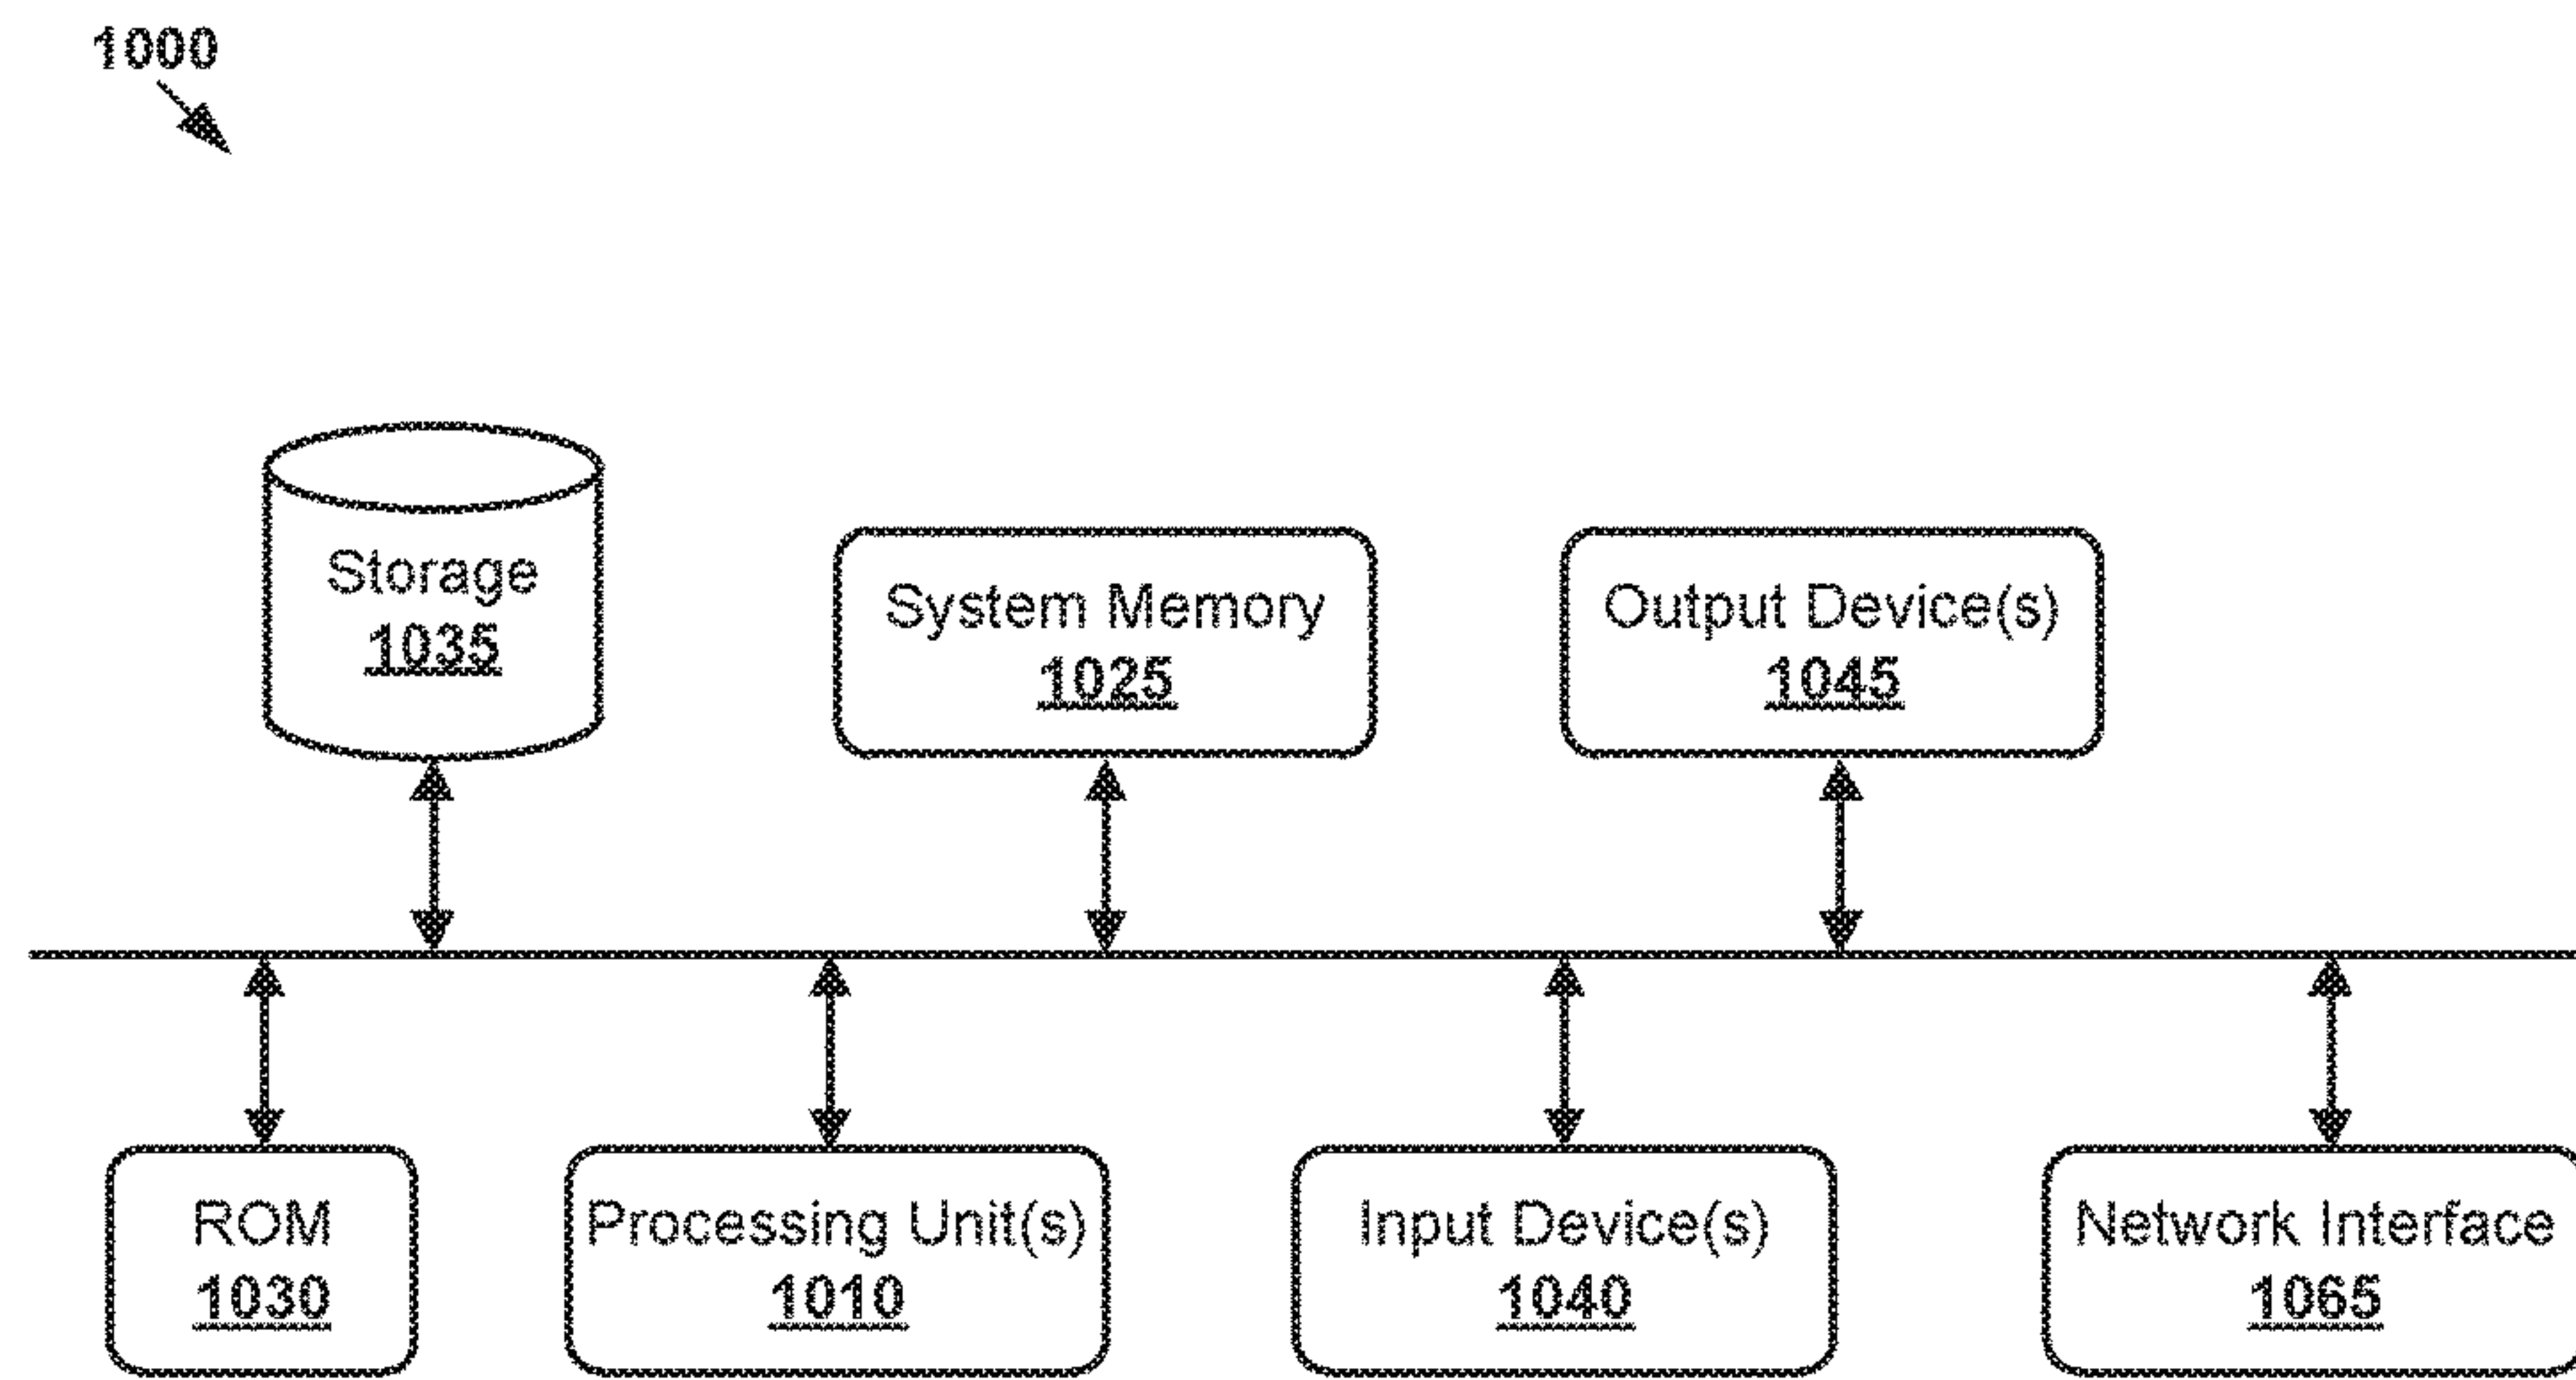 1000
Storage
1035
System Memory
1025
Output Device(s)
1045
ROM
1030
Processing Unit(s)
1010
Input Device(s)
1040
Network Interface
1065